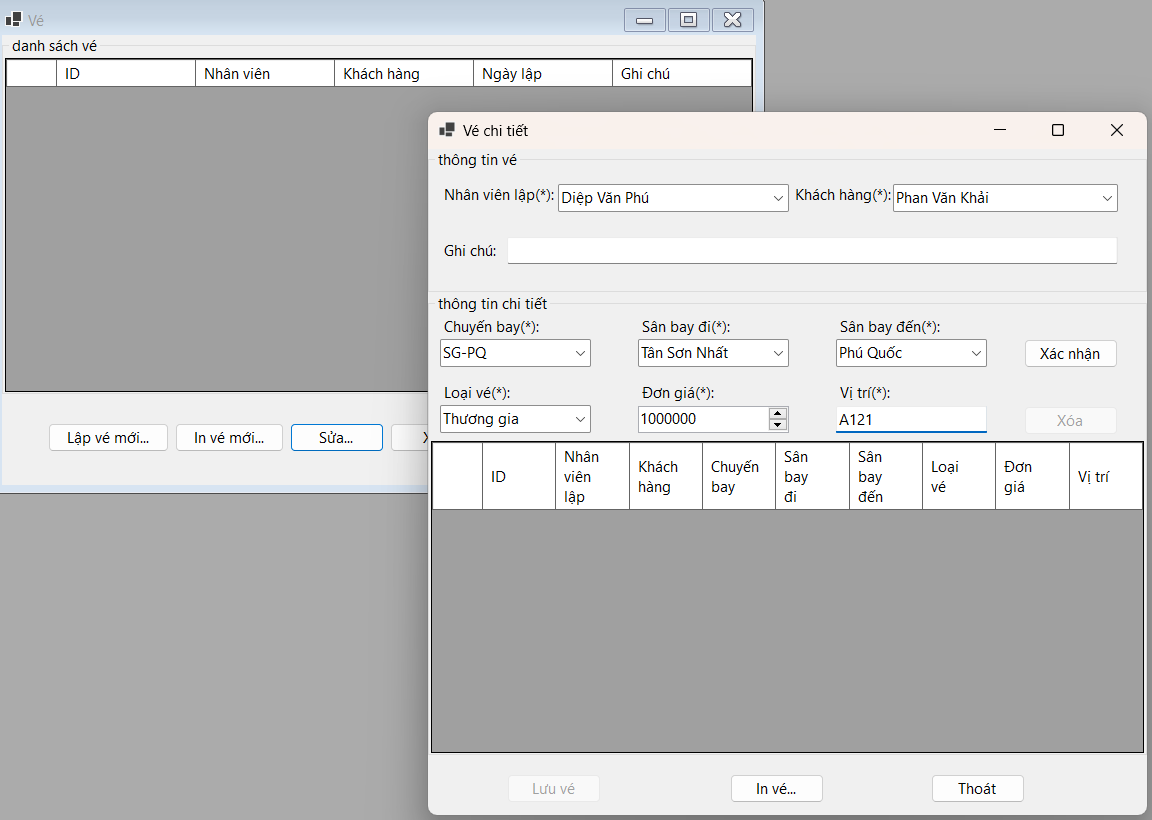 Vé
danh sách vé
ID Nhân viên Khách hàng Ngày lập Ghi chú
Lập vé mới... In vé mới... Sửa...
Vé chi tiết
thông tin vé
Nhân viên lập(*): Diệp Văn Phú Khách hàng(*): Phan Văn Khải
Ghi chú:
thông tin chi tiết
Chuyến bay(*): Sân bay đi(*): Sân bay đến(*):
SG-PQ Tân Sơn Nhất Phú Quốc Xác nhận
Loại vé(*): Đơn giá(*): Vị trí(*):
Thương gia 1000000 A121 Xóa
ID Nhân viên lập Khách hàng Chuyến bay Sân bay đi Sân bay đến Loại vé Đơn giá Vị trí
Lưu vé In vé... Thoát